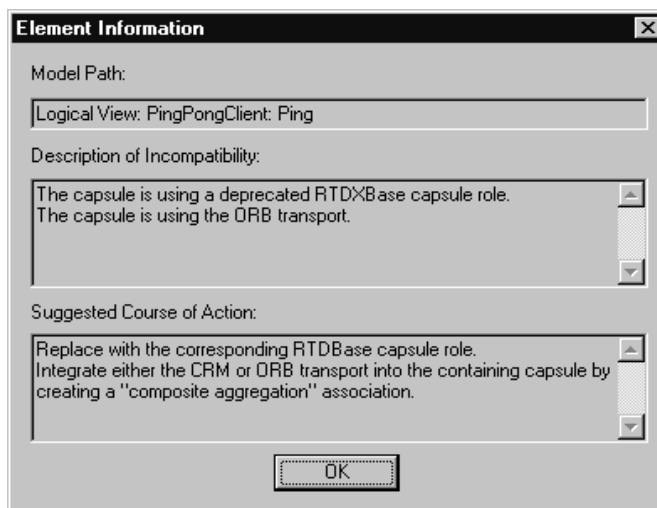 Element Information
Model Path:
Logical View: PingPongClient: Ping
Description of Incompatibility:
The capsule is using a deprecated RTDXBase capsule role.
The capsule is using the ORB transport.
Suggested Course of Action:
Replace with the corresponding RTDBase capsule role.
Integrate either the CRM or ORB transport into the containing capsule by
creating a "composite aggregation" association.
OK